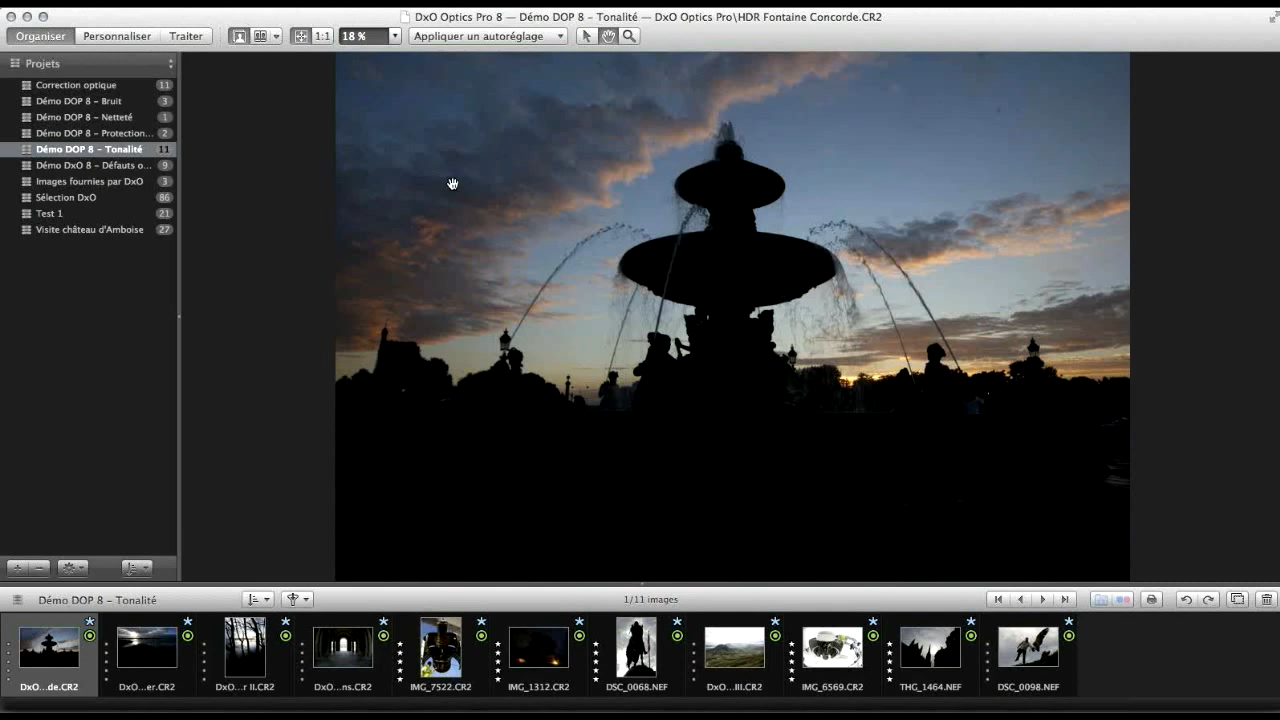 DxO Optics Pro 8 — Démo DOP 8 – Tonalité — DxO Optics Pro\HDR Fontaine Concorde.CR2
Organiser Personnaliser Traiter 1:1 18 % Appliquer un autoréglage
Projets
Correction optique 11
Démo DOP 8 – Bruit 3
Démo DOP 8 – Netteté 1
Démo DOP 8 – Protection... 2
Démo DOP 8 – Tonalité 11
Démo DxO 8 – Défauts o... 9
Images fournies par DxO 3
Sélection DxO 86
Test 1 21
Visite château d'Amboise 27
Démo DOP 8 – Tonalité 1/11 images
DxO...de.CR2 DxO...er.CR2 DxO...r II.CR2 DxO...ns.CR2 IMG_7522.CR2 IMG_1312.CR2 DSC_0068.NEF DxO...III.CR2 IMG_6569.CR2 THG_1464.NEF DSC_0098.NEF